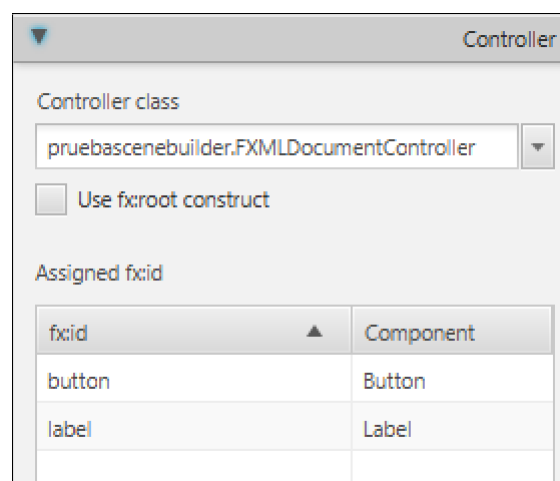 Controller
Controller class
pruebascenebuilder.FXMLDocumentController
Use fx:root construct
Assigned fx:id
fx:id Component
button Button
label Label